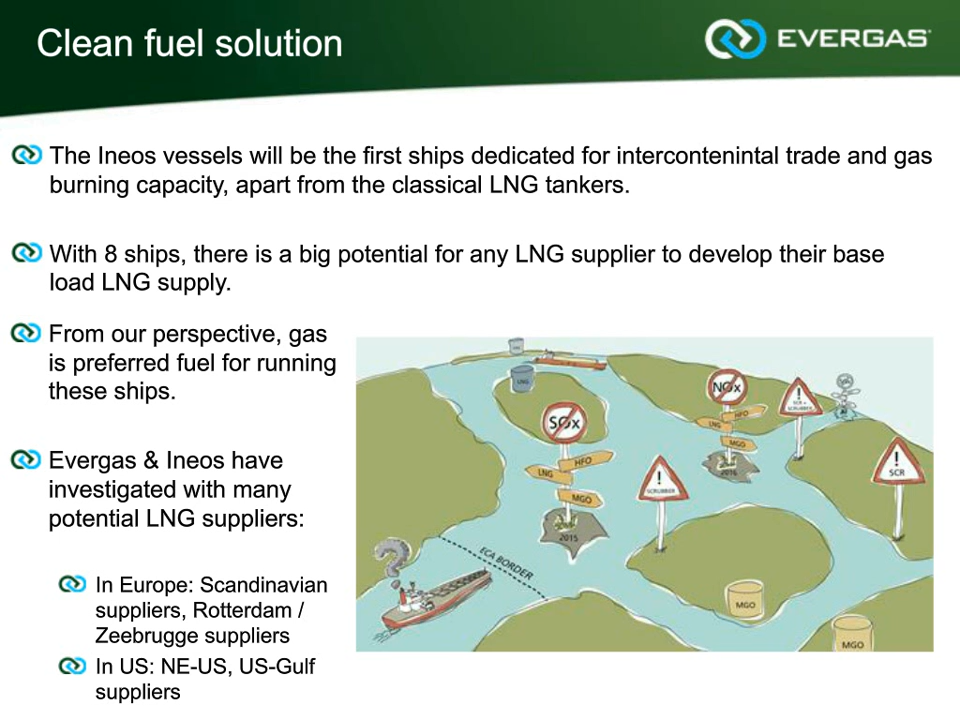 Clean fuel solution
EVERGAS
The Ineos vessels will be the first ships dedicated for intercontenintal trade and gas
burning capacity, apart from the classical LNG tankers.
With 8 ships, there is a big potential for any LNG supplier to develop their base
load LNG supply.
From our perspective, gas
is preferred fuel for running
these ships.
Evergas & Ineos have
investigated with many
potential LNG suppliers:
In Europe: Scandinavian
suppliers, Rotterdam /
Zeebrugge suppliers
In US: NE-US, US-Gulf
suppliers
LNG
SOx
HFO
LNG
MGO
2015
NOx
HFO
LNG
MGO
2016
!
SCR +
SCRUBBER
!
SCR
!
SCRUBBER
?
ECA BORDER
MGO
MGO